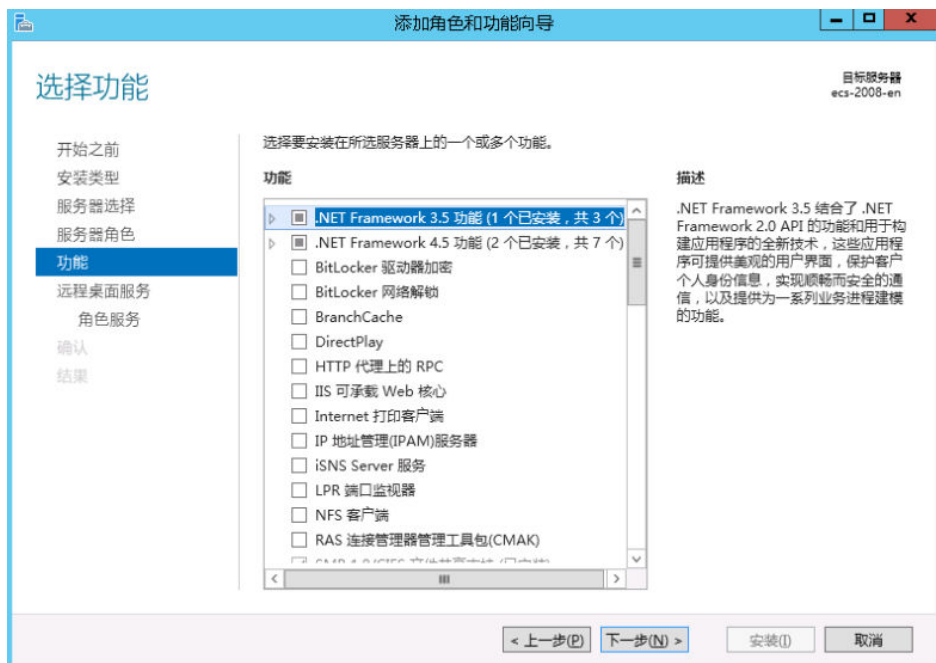 添加角色和功能向导
选择功能
目标服务器
ecs-2008-en
开始之前
安装类型
服务器选择
服务器角色
功能
远程桌面服务
角色服务
确认
结果
选择要安装在所选服务器上的一个或多个功能。
功能
.NET Framework 3.5 功能 (1 个已安装，共 3 个)
.NET Framework 4.5 功能 (2 个已安装，共 7 个)
BitLocker 驱动器加密
BitLocker 网络解锁
BranchCache
DirectPlay
HTTP 代理上的 RPC
IIS 可承载 Web 核心
Internet 打印客户端
IP 地址管理(IPAM)服务器
iSNS Server 服务
LPR 端口监视器
NFS 客户端
RAS 连接管理器管理工具包(CMAK)
描述
.NET Framework 3.5 结合了 .NET
Framework 2.0 API 的功能和用于构
建应用程序的全新技术，这些应用程
序可提供美观的用户界面，保护客户
个人身份信息，实现顺畅而安全的通
信，以及提供为一系列业务进程建模
的功能。
< 上一步(P)
下一步(N) >
安装(I)
取消